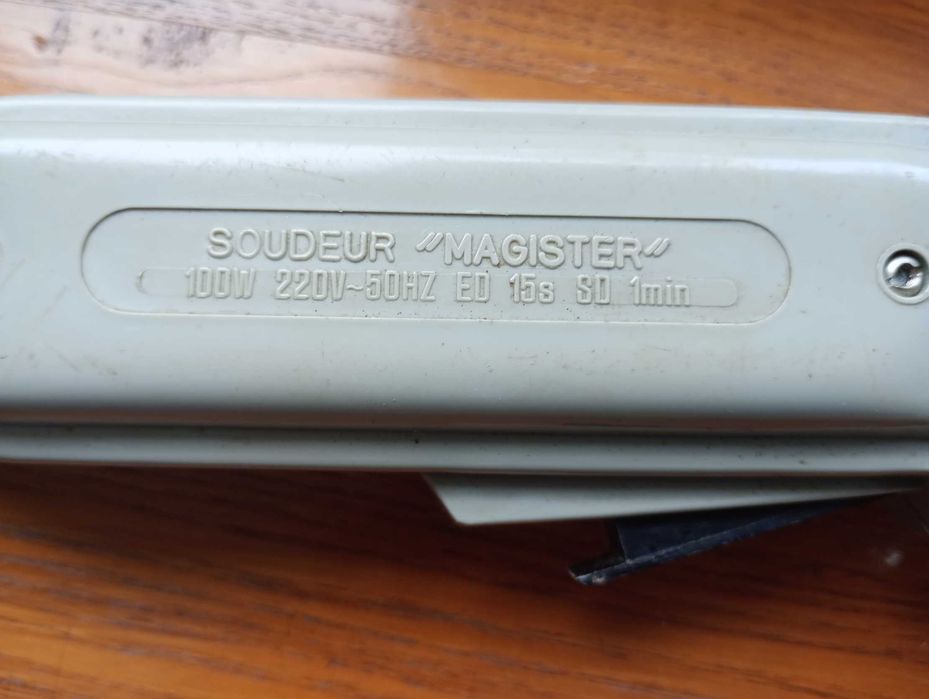 SOUDEUR "MAGISTER"
100W 220V~50HZ ED 15s SD 1min